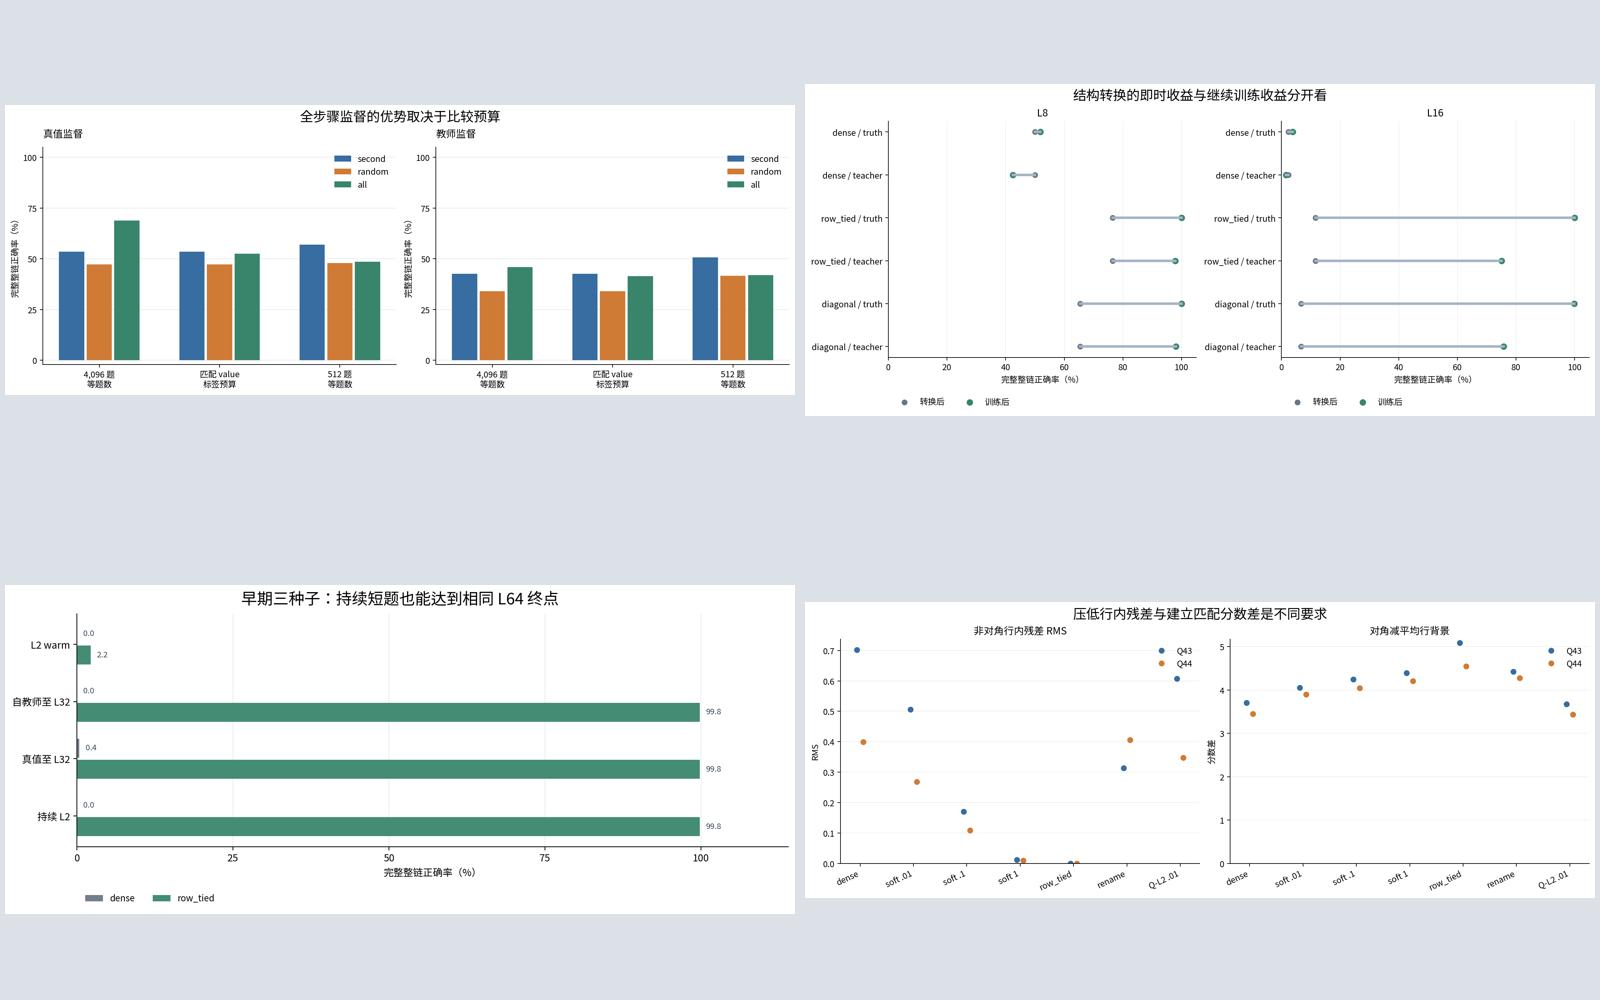 全步骤监督的优势取决于比较预算
真值监督
完整整链正确率（%）
100
75
50
25
0
second
random
all
4,096 题
等题数
匹配 value
标签预算
512 题
等题数
教师监督
完整整链正确率（%）
100
75
50
25
0
second
random
all
4,096 题
等题数
匹配 value
标签预算
512 题
等题数
结构转换的即时收益与继续训练收益分开看
L8
dense / truth
dense / teacher
row_tied / truth
row_tied / teacher
diagonal / truth
diagonal / teacher
0 20 40 60 80 100
完整整链正确率（%）
转换后 训练后
L16
dense / truth
dense / teacher
row_tied / truth
row_tied / teacher
diagonal / truth
diagonal / teacher
0 20 40 60 80 100
完整整链正确率（%）
转换后 训练后
早期三种子：持续短题也能达到相同 L64 终点
0.0
L2 warm
2.2
0.0
自教师至 L32
99.8
0.4
真值至 L32
99.8
0.0
持续 L2
99.8
0 25 50 75 100
完整整链正确率（%）
dense row_tied
压低行内残差与建立匹配分数差是不同要求
非对角行内残差 RMS
RMS
0.7
0.6
0.5
0.4
0.3
0.2
0.1
0.0
Q43
Q44
dense soft .01 soft .1 soft 1 row_tied rename Q-L2 .01
对角减平均行背景
分数差
5
4
3
2
1
0
Q43
Q44
dense soft .01 soft .1 soft 1 row_tied rename Q-L2 .01